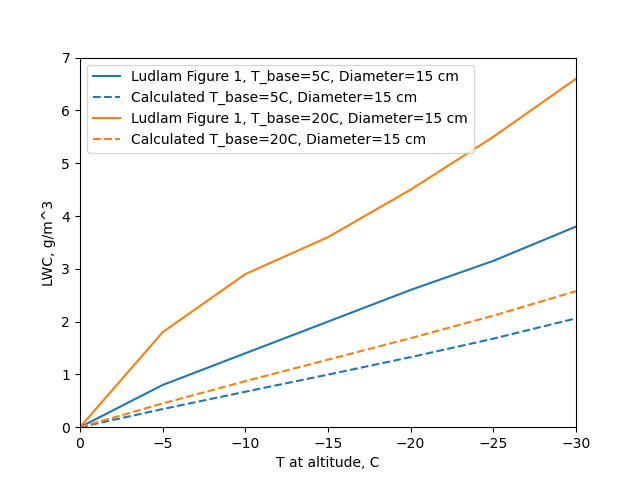 7
6
5
4
3
2
1
0
LWC, g/m^3
Ludlam Figure 1, T_base=5C, Diameter=15 cm
Calculated T_base=5C, Diameter=15 cm
Ludlam Figure 1, T_base=20C, Diameter=15 cm
Calculated T_base=20C, Diameter=15 cm
0 −5 −10 −15 −20 −25 −30
T at altitude, C